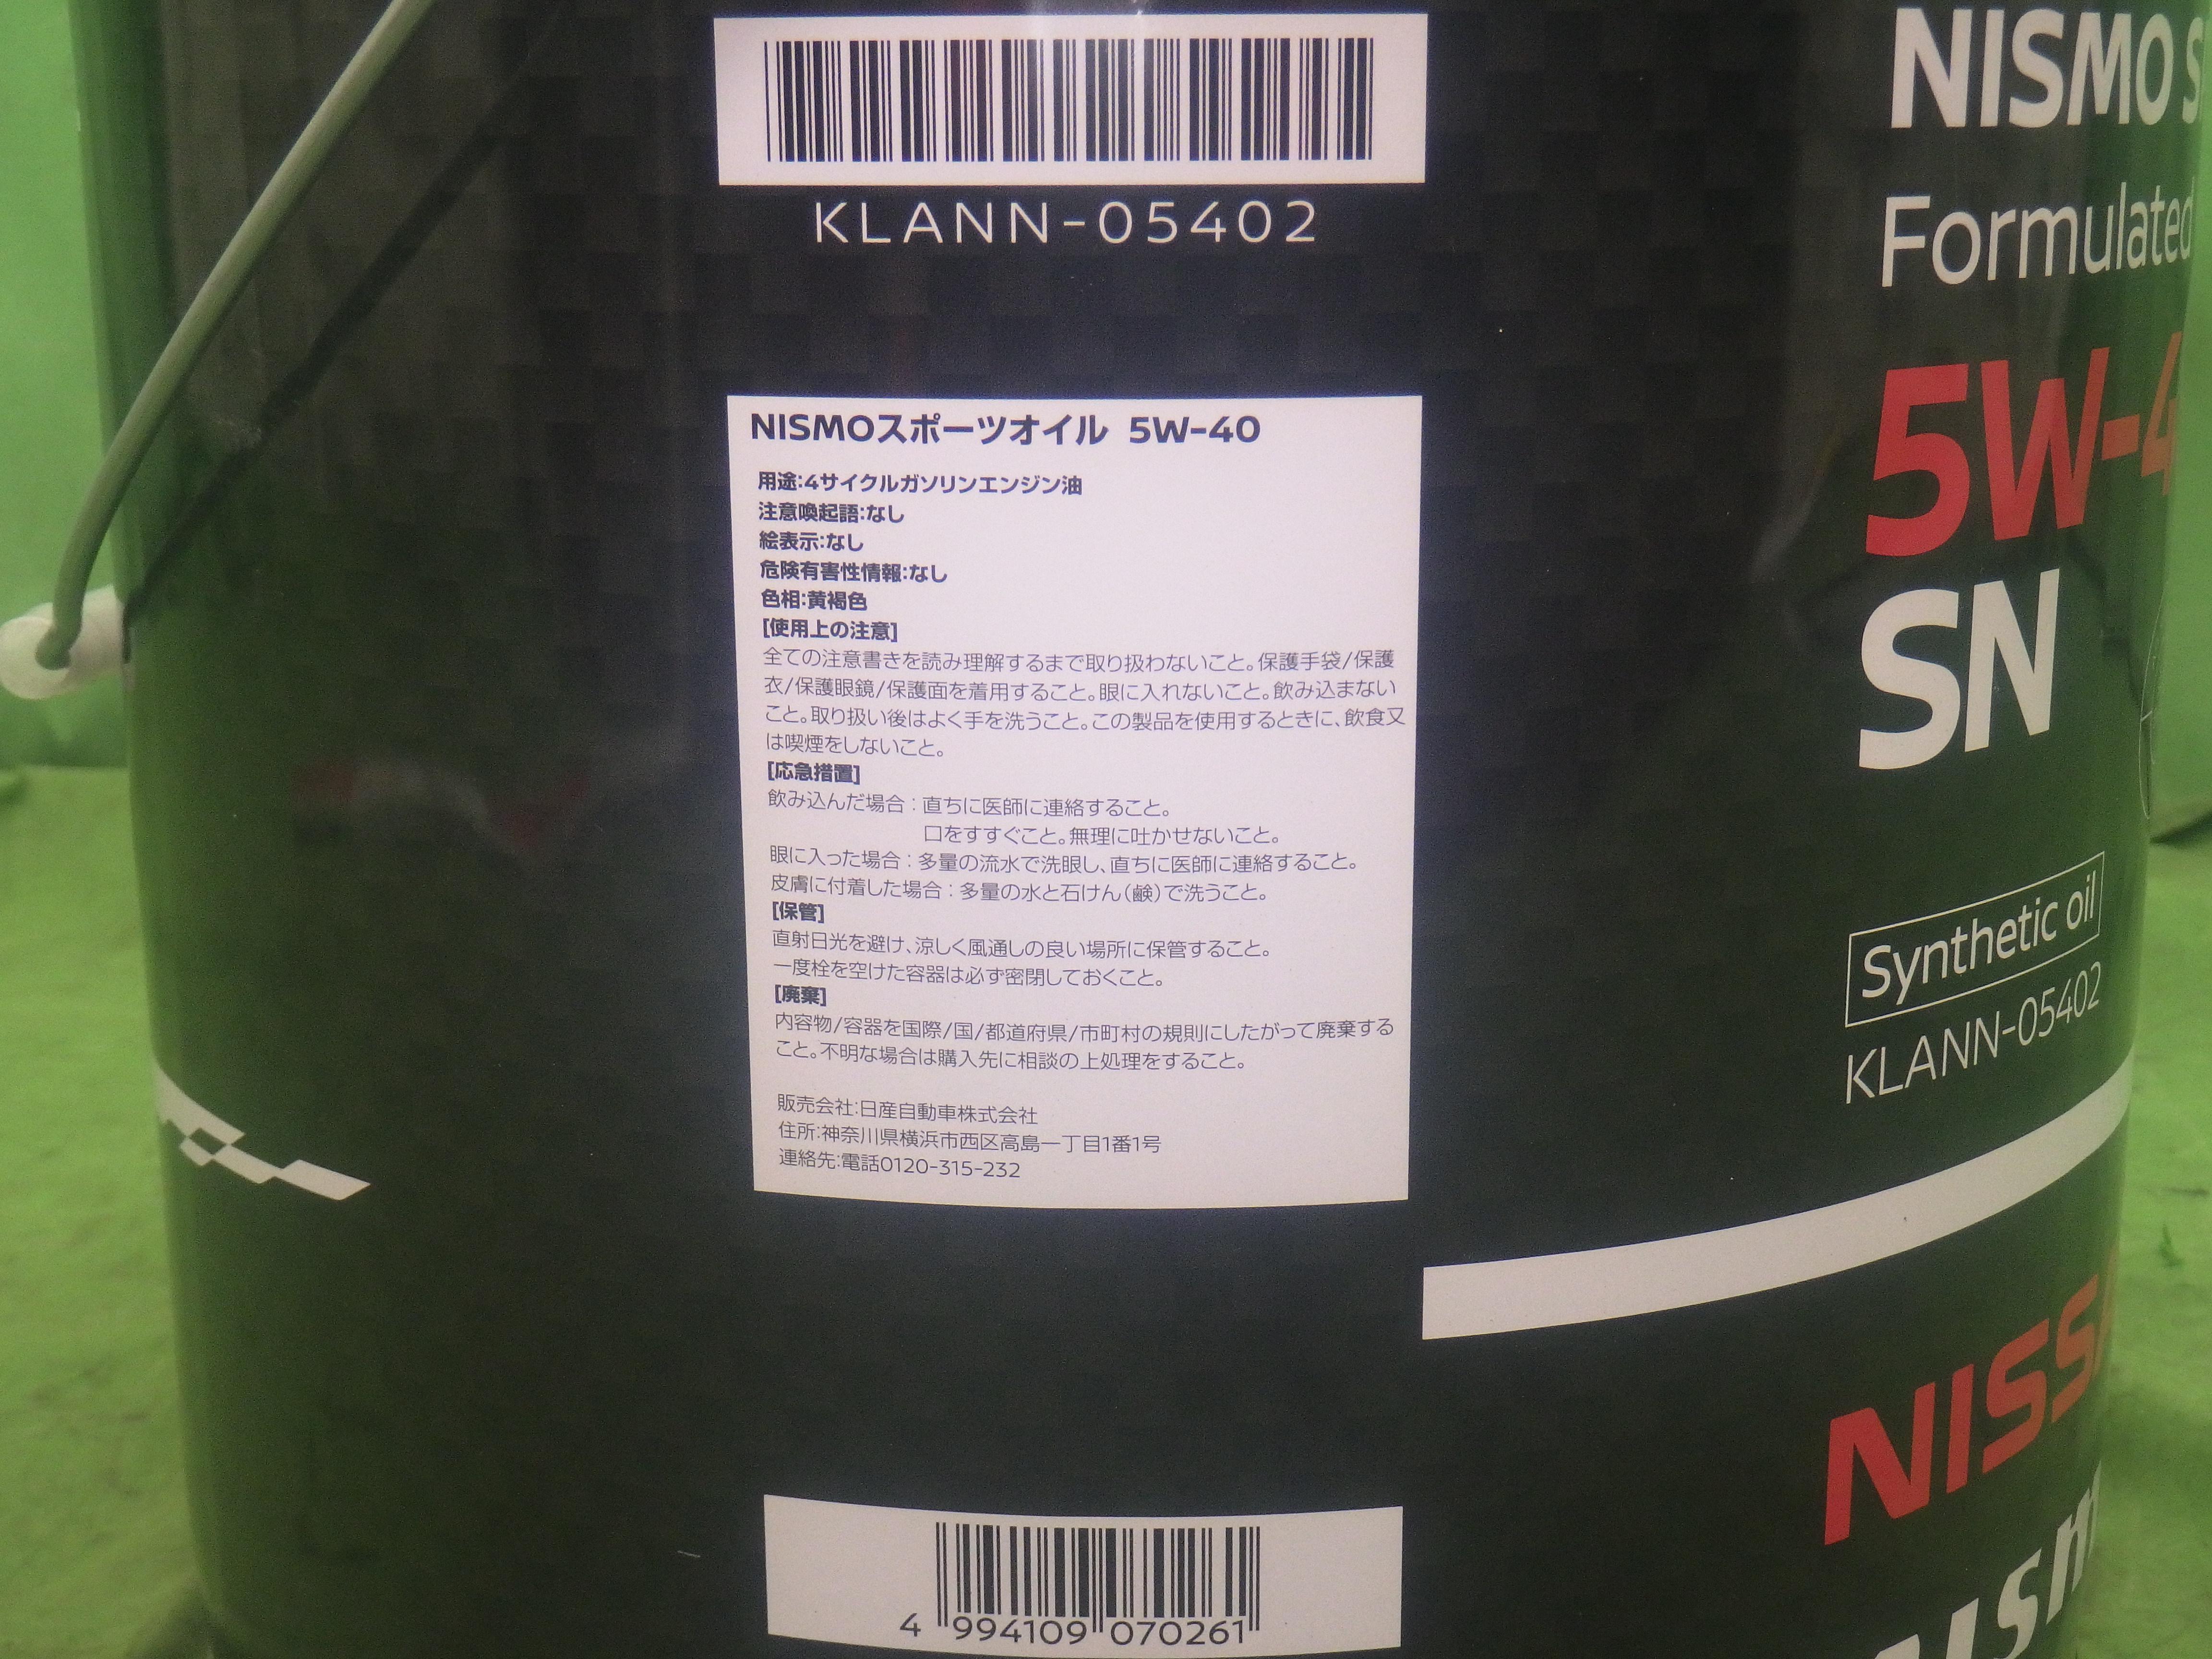 KLANN-05402
NISMOスポーツオイル 5W-40
用途:4サイクルガソリンエンジン油
注意喚起語:なし
絵表示:なし
危険有害性情報:なし
色相:黄褐色
[使用上の注意]
全ての注意書きを読み理解するまで取り扱わないこと。保護手袋/保護
衣/保護眼鏡/保護面を着用すること。眼に入れないこと。飲み込まない
こと。取り扱い後はよく手を洗うこと。この製品を使用するときに、飲食又
は喫煙をしないこと。
[応急措置]
飲み込んだ場合:直ちに医師に連絡すること。
口をすすぐこと。無理に吐かせないこと。
眼に入った場合:多量の流水で洗眼し、直ちに医師に連絡すること。
皮膚に付着した場合:多量の水と石けん(鹸)で洗うこと。
[保管]
直射日光を避け、涼しく風通しの良い場所に保管すること。
一度栓を空けた容器は必ず密閉しておくこと。
[廃棄]
内容物/容器を国際/国/都道府県/市町村の規則にしたがって廃棄する
こと。不明な場合は購入先に相談の上処理をすること。
販売会社:日産自動車株式会社
住所:神奈川県横浜市西区高島一丁目1番1号
連絡先:電話0120-315-232
4 994109 070261
NISMO S
Formulated
5W-4
SN
Synthetic oil
KLANN-05402
NISSA
nism